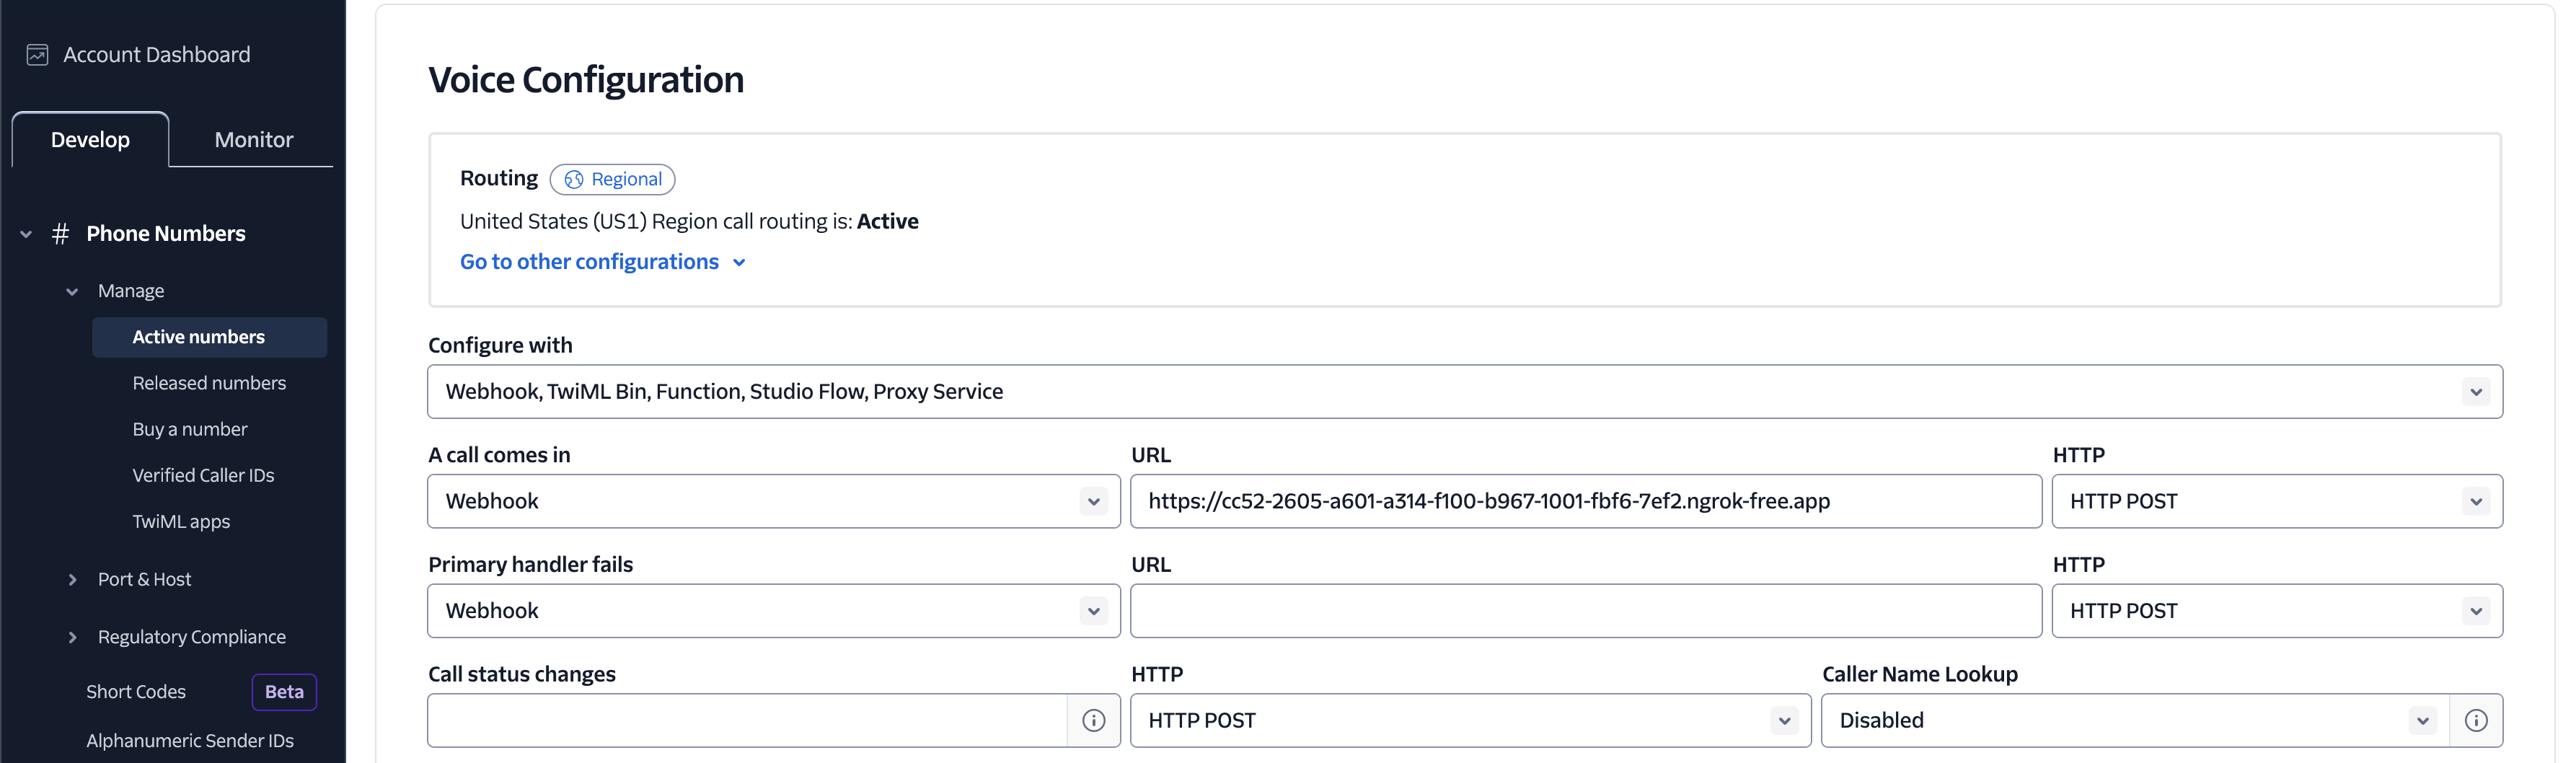 Account Dashboard
Develop
Monitor
Phone Numbers
Manage
Active numbers
Released numbers
Buy a number
Verified Caller IDs
TwiML apps
Port & Host
Regulatory Compliance
Short Codes Beta
Alphanumeric Sender IDs
Voice Configuration
Routing Regional
United States (US1) Region call routing is: Active
Go to other configurations
Configure with
Webhook, TwiML Bin, Function, Studio Flow, Proxy Service
A call comes in URL HTTP
Webhook https://cc52-2605-a601-a314-f100-b967-1001-fbf6-7ef2.ngrok-free.app HTTP POST
Primary handler fails URL HTTP
Webhook HTTP POST
Call status changes HTTP Caller Name Lookup
HTTP POST Disabled